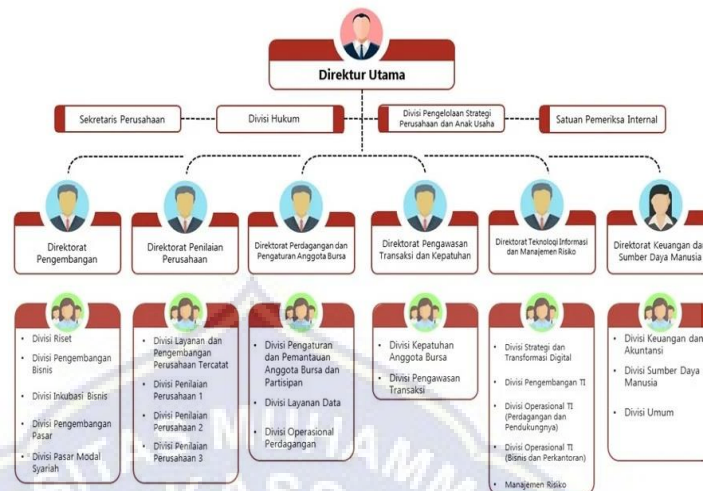 Direktur Utama
Sekretaris Perusahaan
Divisi Hukum
Divisi Pengelolaan Strategi
Perusahaan dan Anak Usaha
Satuan Pemeriksa Internal
Direktorat
Pengembangan
Direktorat Penilaian
Perusahaan
Direktorat Perdagangan dan
Pengaturan Anggota Bursa
Direktorat Pengawasan
Transaksi dan Kepatuhan
Direktorat Teknologi Informasi
dan Manajemen Risiko
Direktorat Keuangan dan
Sumber Daya Manusia
• Divisi Riset
• Divisi Pengembangan
Bisnis
• Divisi Inkubasi Bisnis
• Divisi Pengembangan
Pasar
• Divisi Pasar Modal
Syariah
• Divisi Layanan dan
Pengembangan
Perusahaan Tercatat
• Divisi Penilaian
Perusahaan 1
• Divisi Penilaian
Perusahaan 2
• Divisi Penilaian
Perusahaan 3
• Divisi Pengaturan
dan Pemantauan
Anggota Bursa dan
Partisipan
• Divisi Layanan Data
• Divisi Operasional
Perdagangan
• Divisi Kepatuhan
Anggota Bursa
• Divisi Pengawasan
Transaksi
• Divisi Strategi dan
Transformasi Digital
• Divisi Pengembangan TI
• Divisi Operasional TI
(Perdagangan dan
Pendukungnya)
• Divisi Operasional TI
(Bisnis dan Perkantoran)
• Manajemen Risiko
• Divisi Keuangan dan
Akuntansi
• Divisi Sumber Daya
Manusia
• Divisi Umum